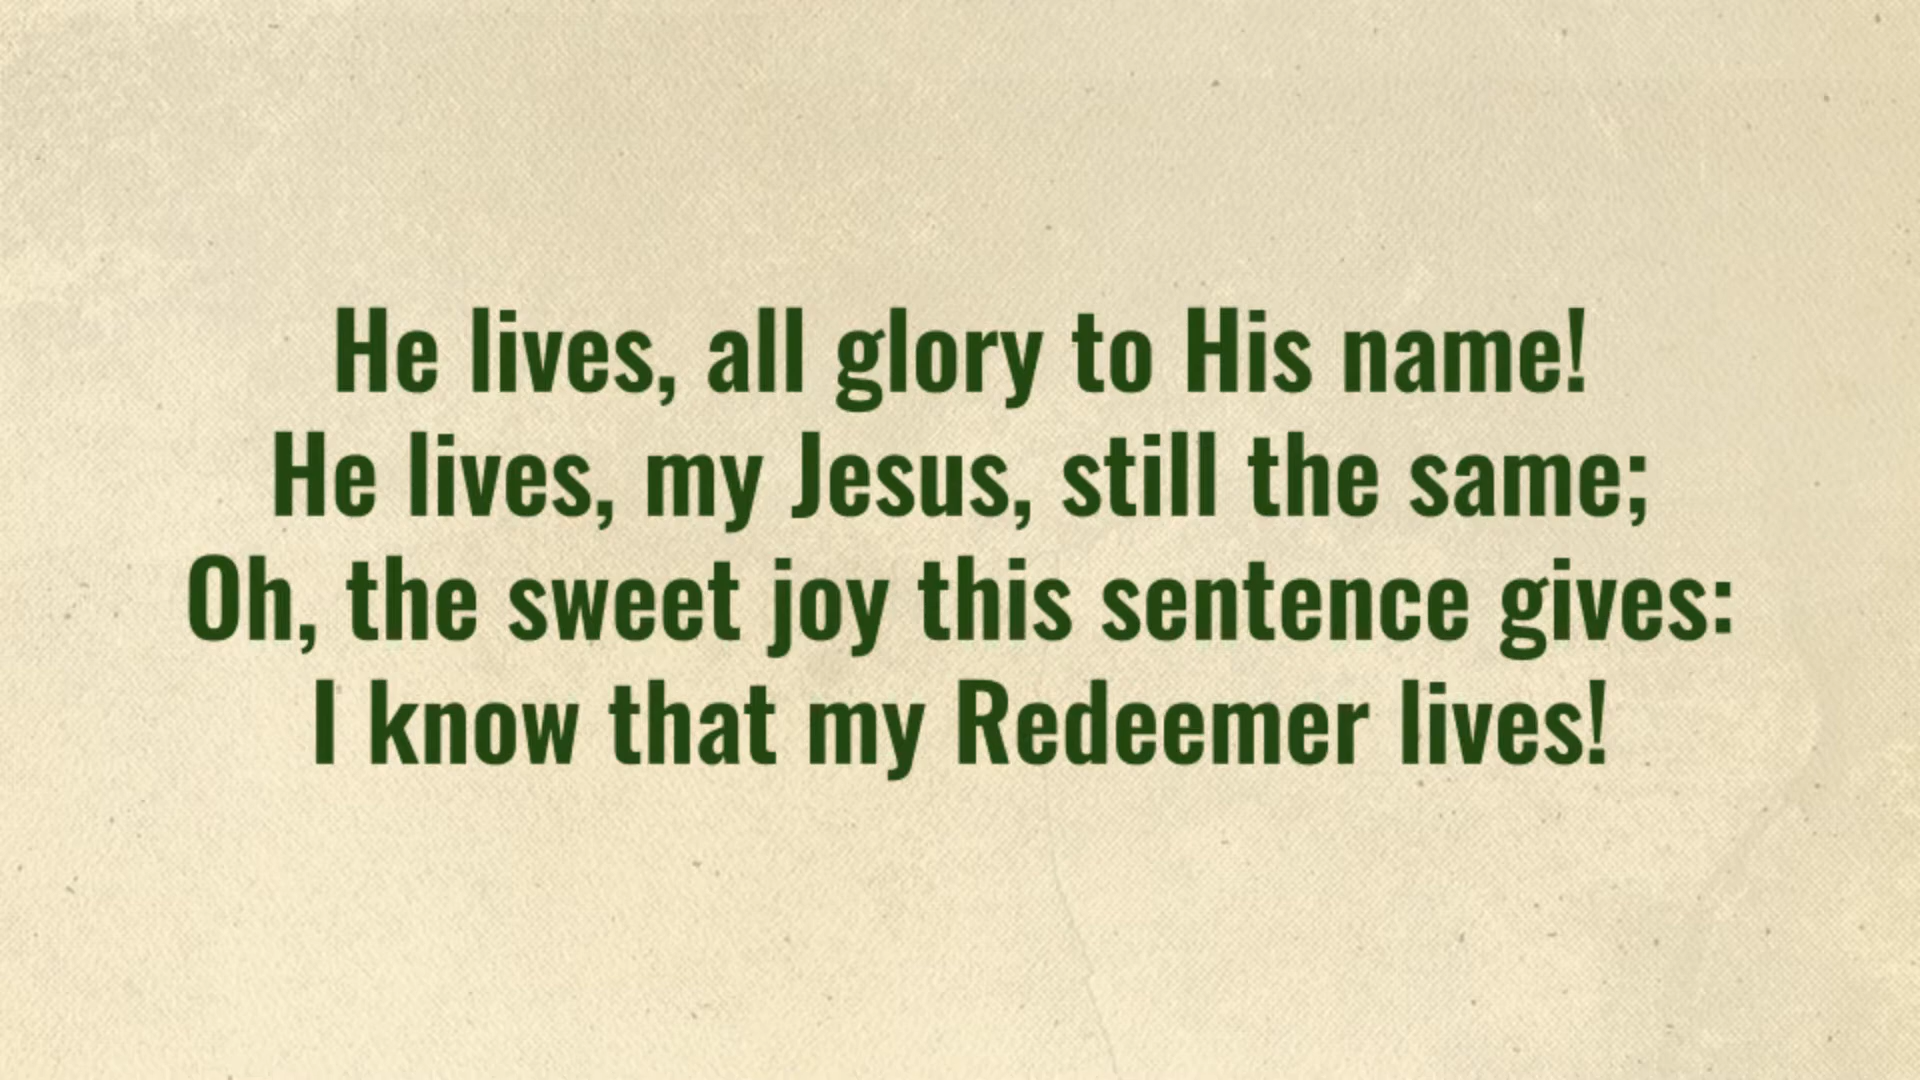 He lives, all glory to His name!
He lives, my Jesus, still the same;
Oh, the sweet joy this sentence gives:
I know that my Redeemer lives!